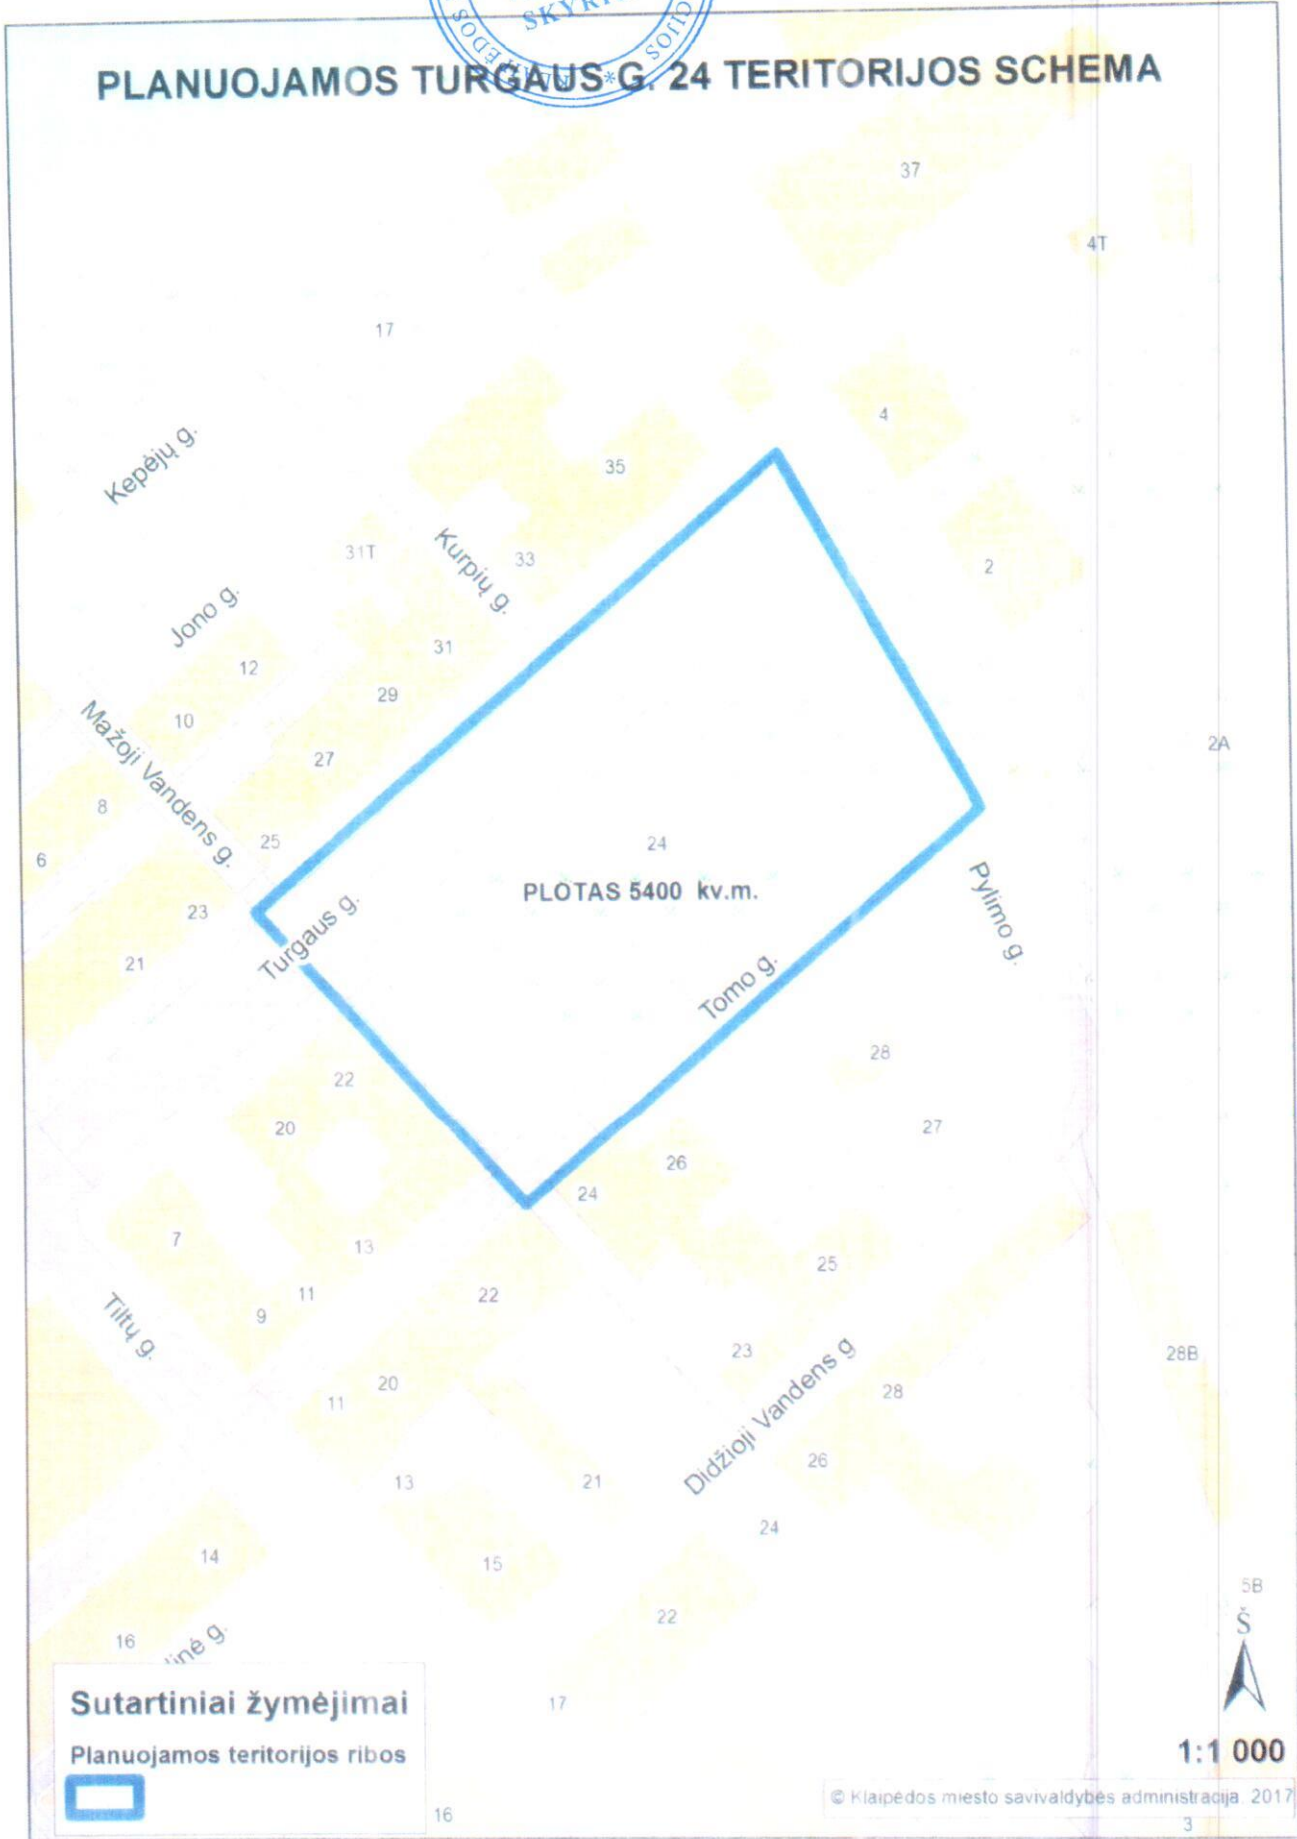 SKYRI
PLANUOJAMOS TURGAUS G. 24 TERITORIJOS SCHEMA
37
4T
17
4
Kepėjų g.
35
31T
Kurpių g.
33
2
Jono g.
31
12
29
10
Mažoji Vandens g.
27
2A
8
25
24
6
PLOTAS 5400 kv.m.
23
Turgaus g.
Pylimo g.
21
Tomo g.
28
22
20
27
26
24
7
13
25
11
22
9
Tiltų g.
23
28B
20
28
11
Didžioji Vandens g
26
13
21
24
14
15
5B
22
Š
16
linė g.
Sutartiniai žymėjimai
17
Planuojamos teritorijos ribos
1:1 000
© Klaipėdos miesto savivaldybės administracija. 2017
16
3